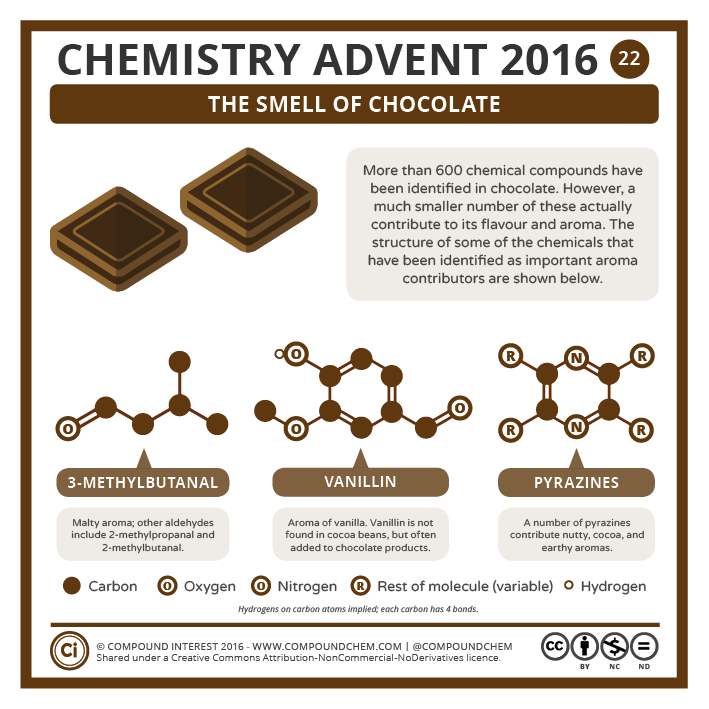 CHEMISTRY ADVENT 2016 22
THE SMELL OF CHOCOLATE
More than 600 chemical compounds have
been identified in chocolate. However, a
much smaller number of these actually
contribute to its flavour and aroma. The
structure of some of the chemicals that
have been identified as important aroma
contributors are shown below.
O
O
O
O
R
N
R
R
N
R
3-METHYLBUTANAL
VANILLIN
PYRAZINES
Malty aroma; other aldehydes
include 2-methylpropanal and
2-methylbutanal.
Aroma of vanilla. Vanillin is not
found in cocoa beans, but often
added to chocolate products.
A number of pyrazines
contribute nutty, cocoa, and
earthy aromas.
Carbon O Oxygen O Nitrogen R Rest of molecule (variable) Hydrogen
Hydrogens on carbon atoms implied; each carbon has 4 bonds.
Ci
© COMPOUND INTEREST 2016 - WWW.COMPOUNDCHEM.COM | @COMPOUNDCHEM
Shared under a Creative Commons Attribution-NonCommercial-NoDerivatives licence.
cc $ =
BY NC ND